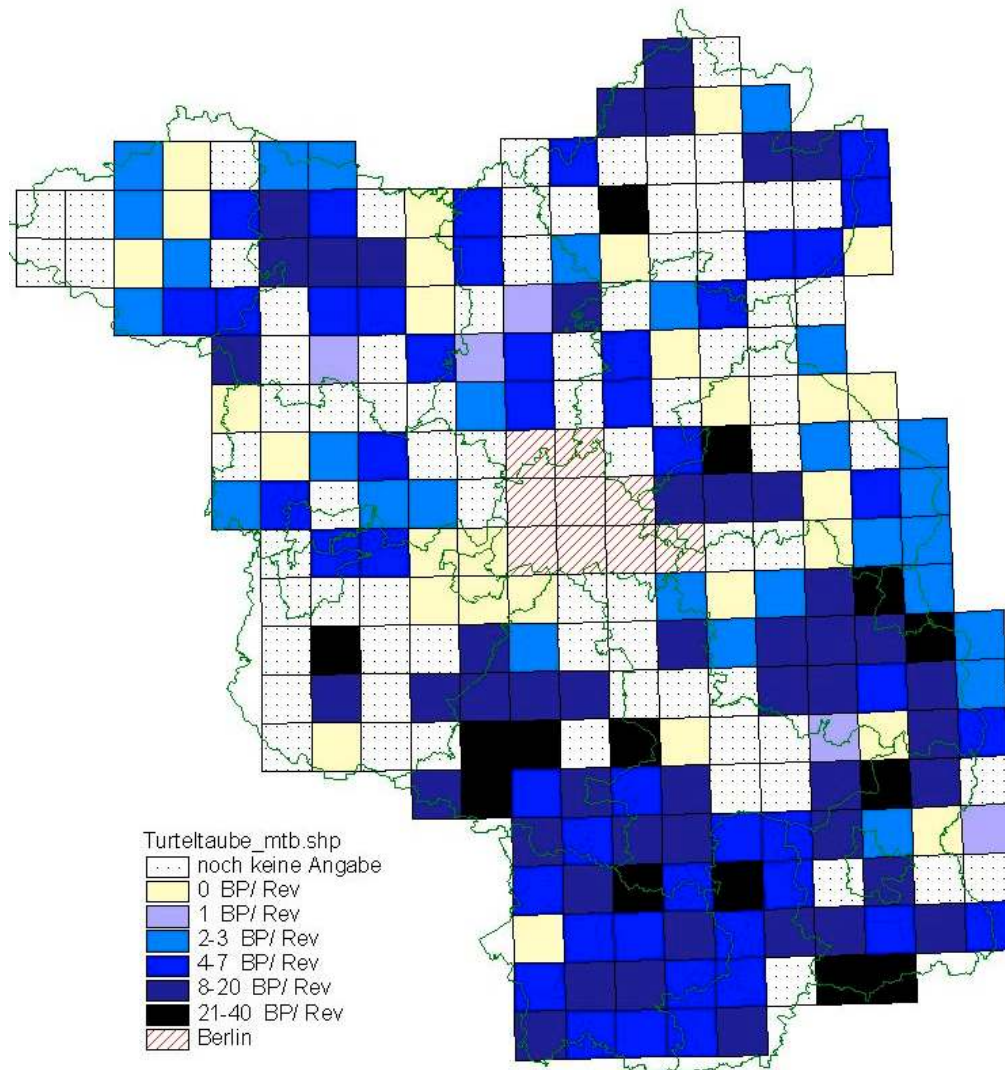 Turteltaube_mtb.shp
noch keine Angabe
0 BP/ Rev
1 BP/ Rev
2-3 BP/ Rev
4-7 BP/ Rev
8-20 BP/ Rev
21-40 BP/ Rev
Berlin